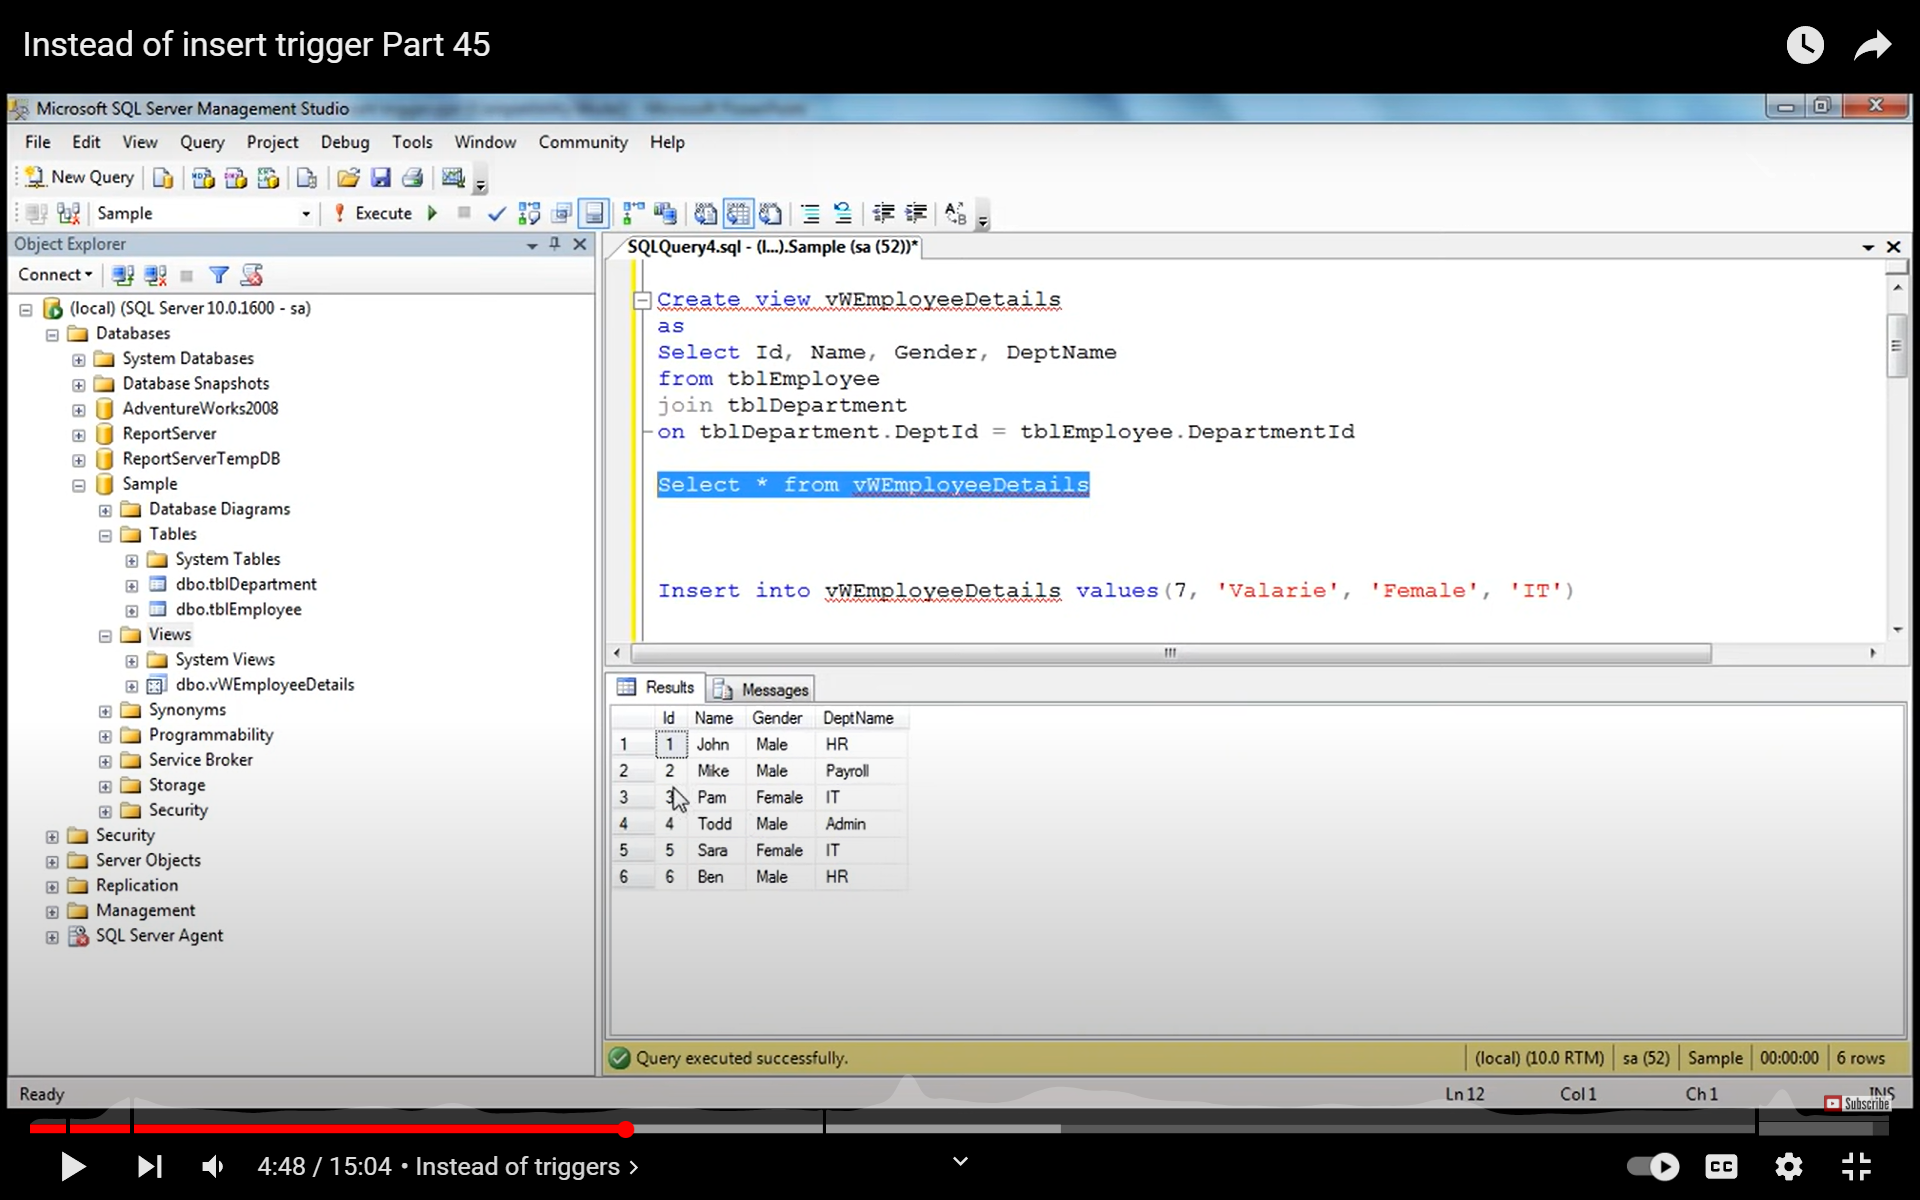 Instead of insert trigger Part 45
Microsoft SQL Server Management Studio
File Edit View Query Project Debug Tools Window Community Help
New Query
Sample Execute
Object Explorer
Connect
(local) (SQL Server 10.0.1600 - sa)
Databases
System Databases
Database Snapshots
AdventureWorks2008
ReportServer
ReportServerTempDB
Sample
Database Diagrams
Tables
System Tables
dbo.tblDepartment
dbo.tblEmployee
Views
System Views
dbo.vWEmployeeDetails
Synonyms
Programmability
Service Broker
Storage
Security
Security
Server Objects
Replication
Management
SQL Server Agent
SQLQuery4.sql - (l...).Sample (sa (52))*
Create view vWEmployeeDetails
as
Select Id, Name, Gender, DeptName
from tblEmployee
join tblDepartment
on tblDepartment.DeptId = tblEmployee.DepartmentId
Select * from vWEmployeeDetails
Insert into vWEmployeeDetails values(7, 'Valarie', 'Female', 'IT')
Results Messages
Id Name Gender DeptName
1 1 John Male HR
2 2 Mike Male Payroll
3 3 Pam Female IT
4 4 Todd Male Admin
5 5 Sara Female IT
6 6 Ben Male HR
Query executed successfully. (local) (10.0 RTM) sa (52) Sample 00:00:00 6 rows
Ready Ln 12 Col 1 Ch 1 INS
Subscribe
4:48 / 15:04 • Instead of triggers
CC